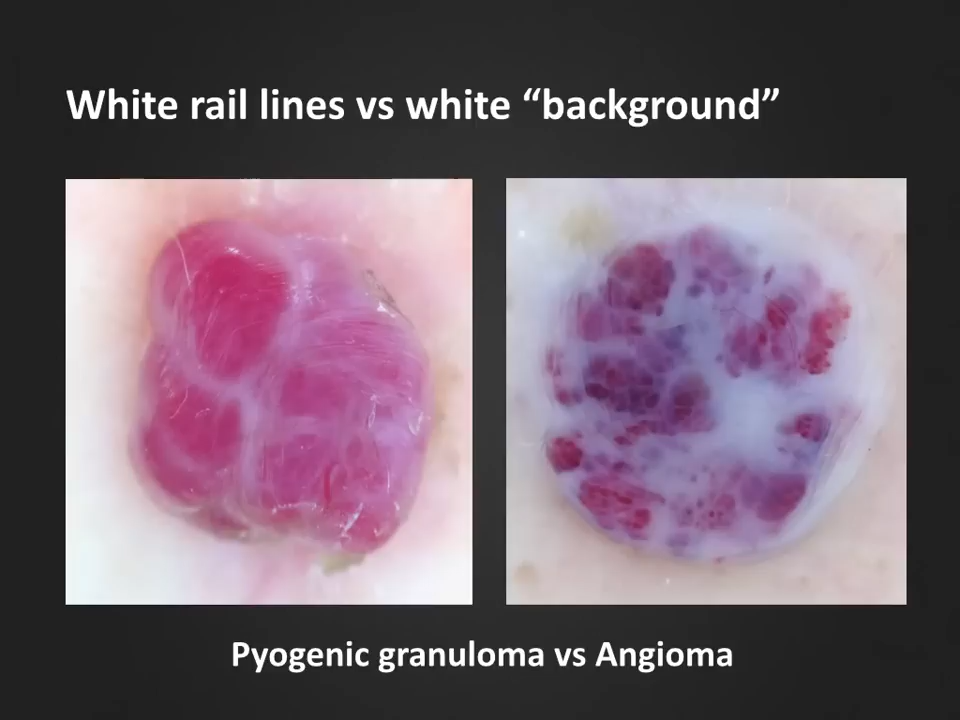 White rail lines vs white “background”
Pyogenic granuloma vs Angioma